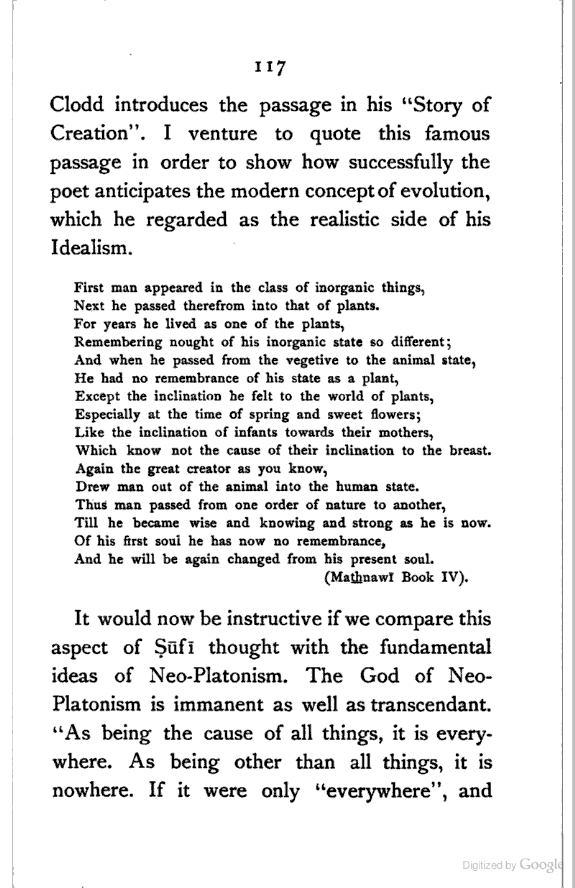 117
Clodd introduces the passage in his “Story of
Creation”. I venture to quote this famous
passage in order to show how successfully the
poet anticipates the modern concept of evolution,
which he regarded as the realistic side of his
Idealism.
First man appeared in the class of inorganic things,
Next he passed therefrom into that of plants.
For years he lived as one of the plants,
Remembering nought of his inorganic state so different;
And when he passed from the vegetive to the animal state,
He had no remembrance of his state as a plant,
Except the inclination he felt to the world of plants,
Especially at the time of spring and sweet flowers;
Like the inclination of infants towards their mothers,
Which know not the cause of their inclination to the breast.
Again the great creator as you know,
Drew man out of the animal into the human state.
Thus man passed from one order of nature to another,
Till he became wise and knowing and strong as he is now.
Of his first soul he has now no remembrance,
And he will be again changed from his present soul.
(Mat͟hnawI Book IV).
It would now be instructive if we compare this
aspect of Ṣūfī thought with the fundamental
ideas of Neo-Platonism. The God of Neo-
Platonism is immanent as well as transcendant.
“As being the cause of all things, it is every-
where. As being other than all things, it is
nowhere. If it were only “everywhere”, and
Digitized by Google